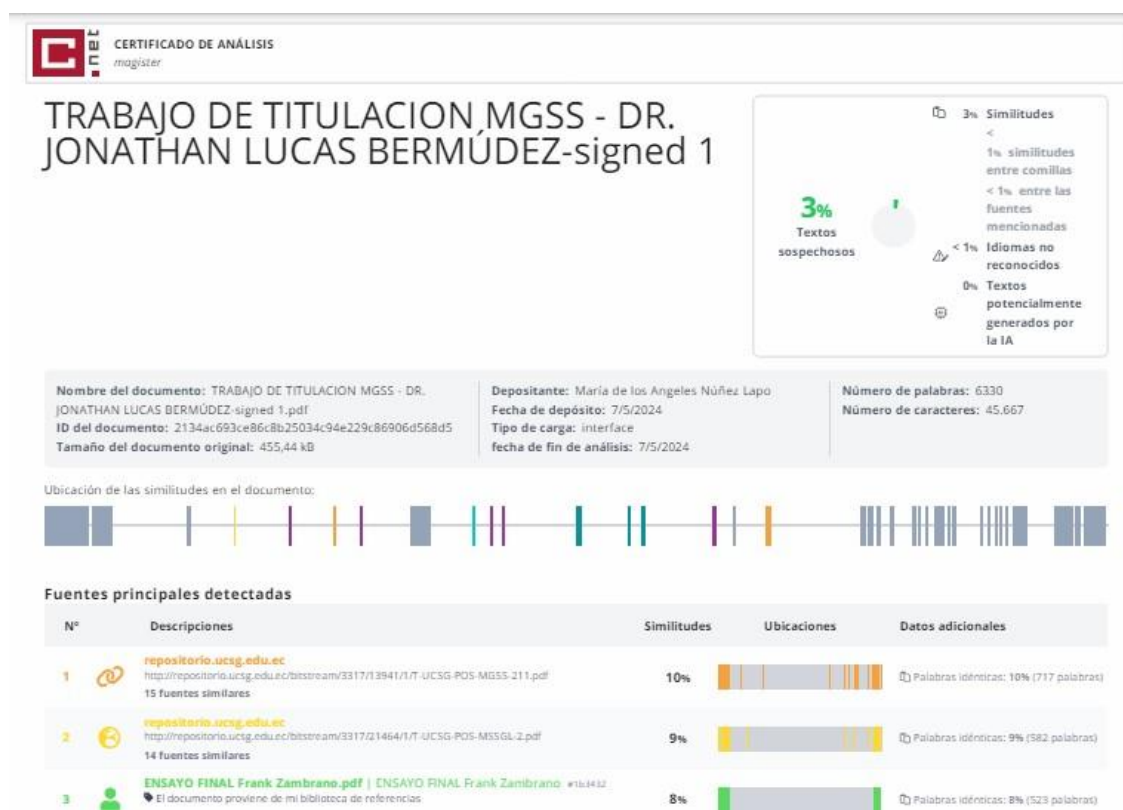 C
.net
CERTIFICADO DE ANÁLISIS
magister
TRABAJO DE TITULACION MGSS - DR.
JONATHAN LUCAS BERMÚDEZ-signed 1
3%
Textos
sospechosos
3% Similitudes
<
1% similitudes
entre comillas
< 1% entre las
fuentes
mencionadas
< 1% Idiomas no
reconocidos
0% Textos
potencialmente
generados por
la IA
Nombre del documento: TRABAJO DE TITULACION MGSS - DR.
JONATHAN LUCAS BERMÚDEZ-signed 1.pdf
ID del documento: 2134ac693ce86c8b25034c94e229c86906d568d5
Tamaño del documento original: 455,44 kB
Depositante: María de los Angeles Núñez Lapo
Fecha de depósito: 7/5/2024
Tipo de carga: interface
fecha de fin de análisis: 7/5/2024
Número de palabras: 6330
Número de caracteres: 45.667
Ubicación de las similitudes en el documento:
Fuentes principales detectadas
N° Descripciones Similitudes Ubicaciones Datos adicionales
1 repositorio.ucsg.edu.ec
http://repositorio.ucsg.edu.ec/bitstream/3317/13941/1/T-UCSG-POS-MGSS-211.pdf
15 fuentes similares
10% Palabras idénticas: 10% (717 palabras)
2 repositorio.ucsg.edu.ec
http://repositorio.ucsg.edu.ec/bitstream/3317/21464/1/T-UCSG-POS-MSSGL-2.pdf
14 fuentes similares
9% Palabras idénticas: 9% (582 palabras)
3 ENSAYO FINAL Frank Zambrano.pdf | ENSAYO FINAL Frank Zambrano #1b3432
El documento proviene de mi biblioteca de referencias
8% Palabras idénticas: 8% (523 palabras)